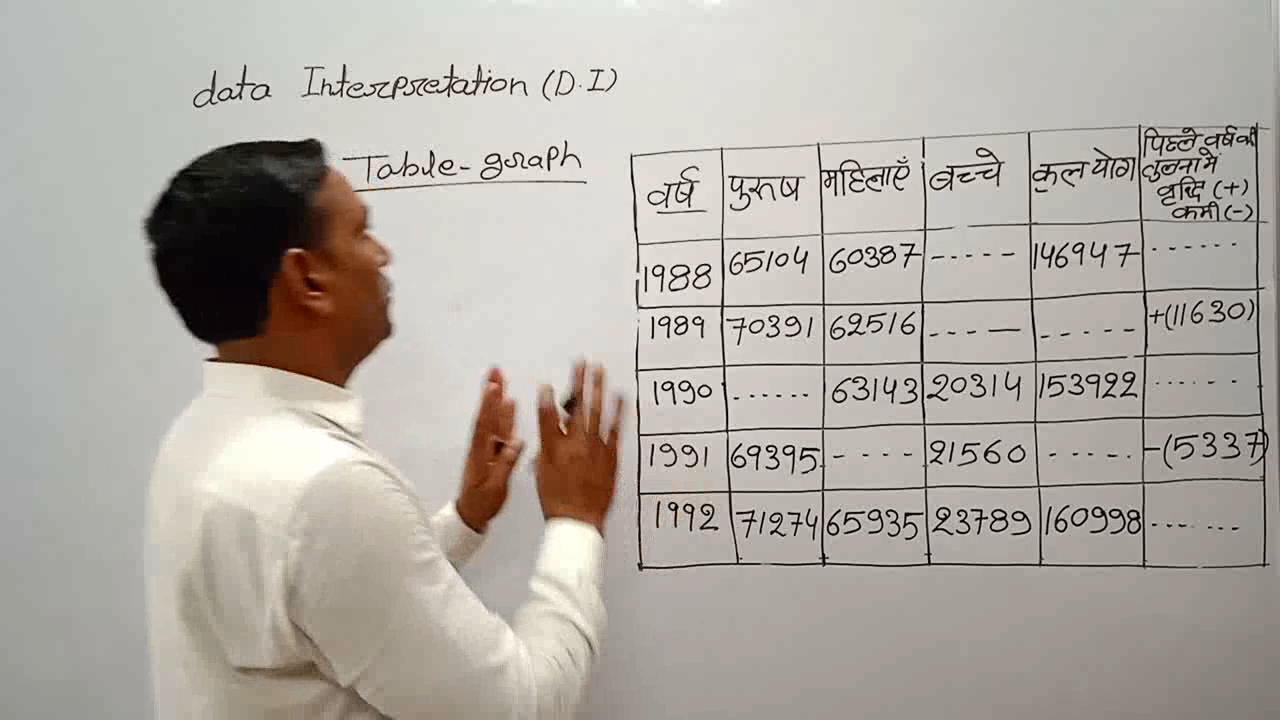 data Interpretation (D.I)
Table-graph
वर्ष पुरुष महिलाएँ बच्चे कुल योग पिछले वर्ष की
तुलना में
वृद्धि (+)
कमी (-)
1988 65104 60387 ----- 146947 ------
1989 70391 62516 ----- ----- +(11630)
1990 ------ 63143 20314 153922 ------
1991 69395 ---- 21560 ----- -(5337)
1992 71274 65935 23789 160998 -------